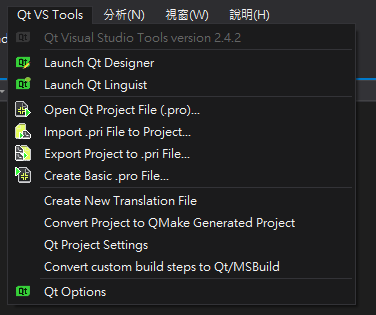 Qt VS Tools 分析(N) 視窗(W) 說明(H)
Qt Visual Studio Tools version 2.4.2
Launch Qt Designer
Launch Qt Linguist
Open Qt Project File (.pro)...
Import .pri File to Project...
Export Project to .pri File...
Create Basic .pro File...
Create New Translation File
Convert Project to QMake Generated Project
Qt Project Settings
Convert custom build steps to Qt/MSBuild
Qt Options